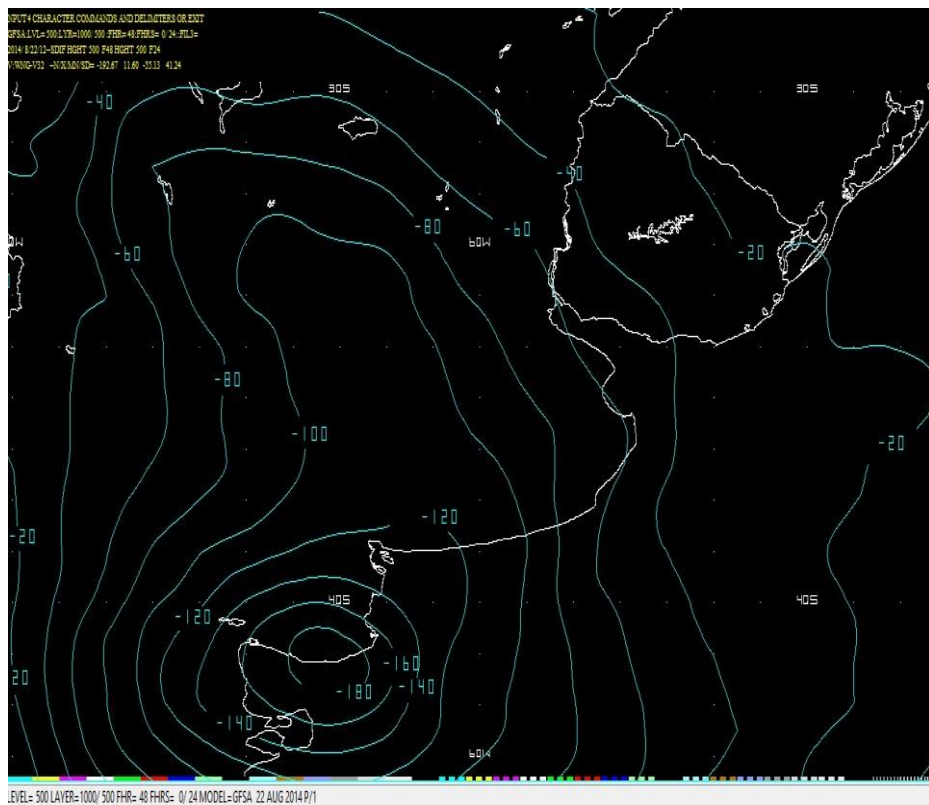 INPUT 4 CHARACTER COMMANDS AND DELIMITERS OR EXIT
GFSA:LVL= 500:LYR=1000/ 500 :FHR= 48:FHRS= 0/ 24::FIL3=
2014/ 8/22/12--SDIF HGHT 500 F48 HGHT 500 F24
V:WNG-V32 --N/X/MN/SD= -192.67 11.60 -55.13 41.24
-40
30S
30S
-40
-80
-60
60W
-60
-20
-80
-100
-20
-120
-20
-120
40S
40S
-160
-140
20
-180
-140
60W
LEVEL= 500 LAYER=1000/ 500 FHR= 48 FHRS= 0/ 24 MODEL=GFSA 22 AUG 2014 P/1